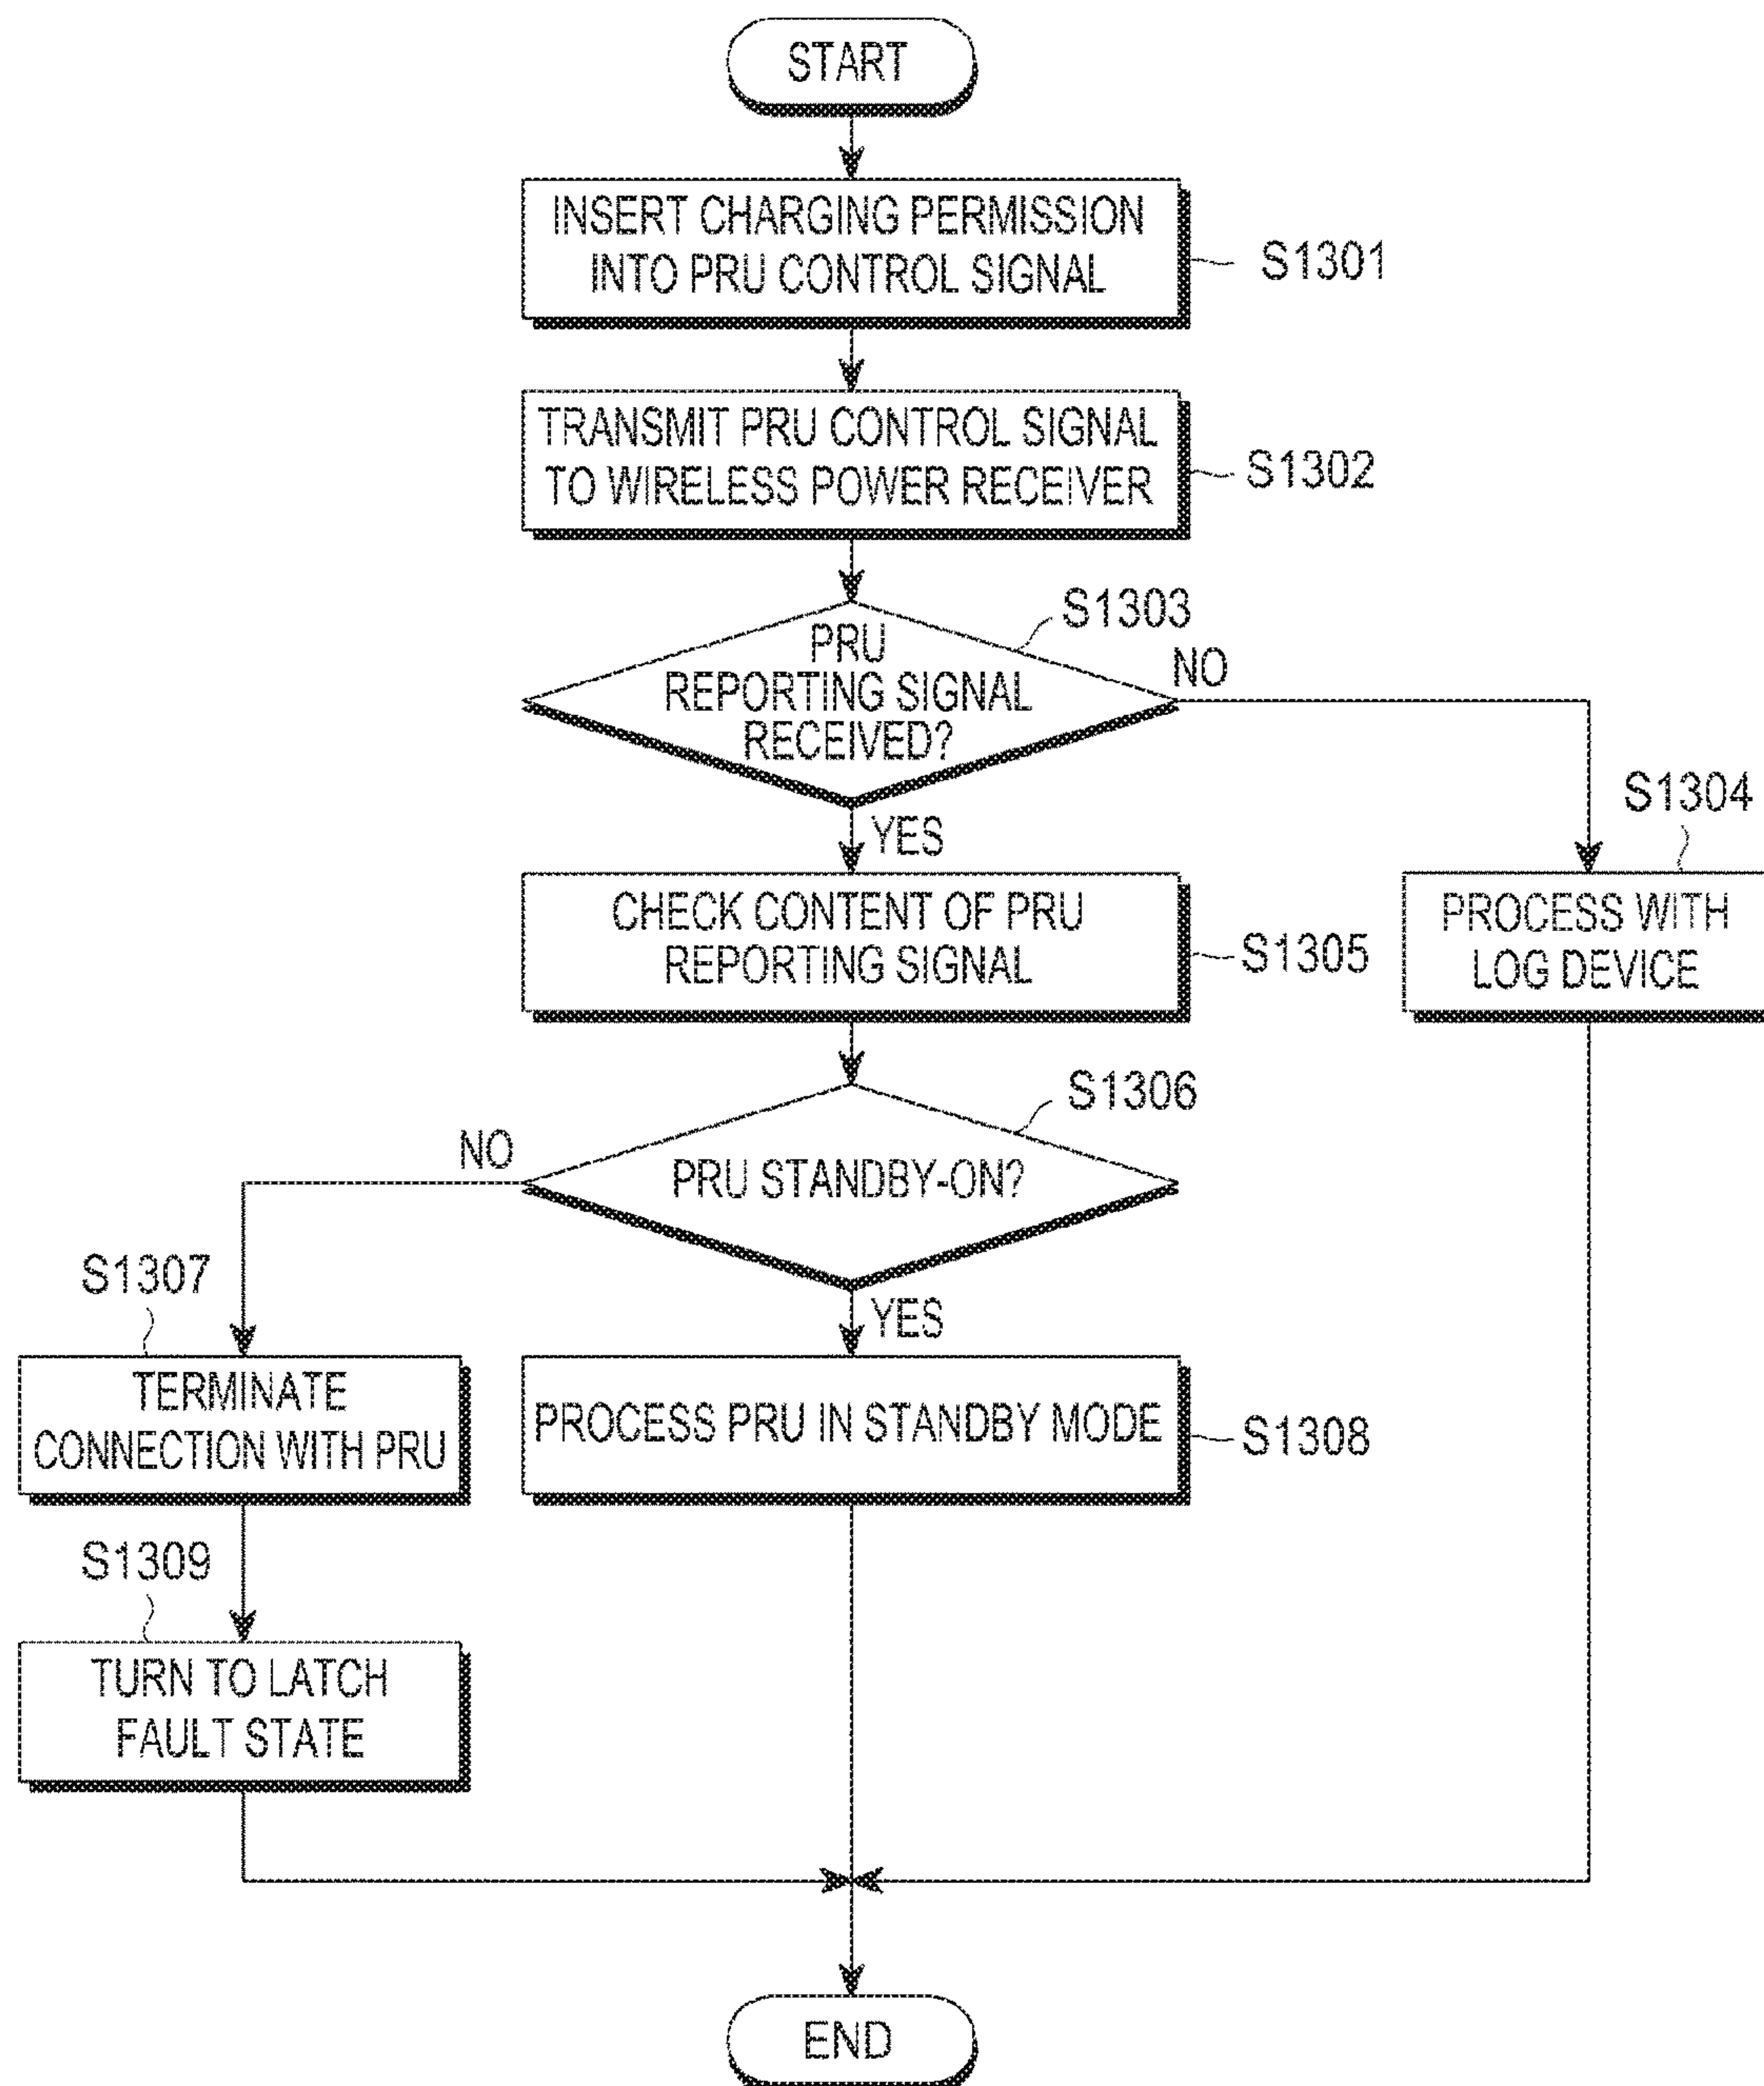 START
INSERT CHARGING PERMISSION
INTO PRU CONTROL SIGNAL
S1301
TRANSMIT PRU CONTROL SIGNAL
TO WIRELESS POWER RECEIVER
S1302
S1303
PRU
REPORTING SIGNAL
RECEIVED?
NO
YES
S1304
PROCESS WITH
LOG DEVICE
CHECK CONTENT OF PRU
REPORTING SIGNAL
S1305
S1306
PRU STANDBY-ON?
NO
YES
S1307
TERMINATE
CONNECTION WITH PRU
PROCESS PRU IN STANDBY MODE
S1308
S1309
TURN TO LATCH
FAULT STATE
END